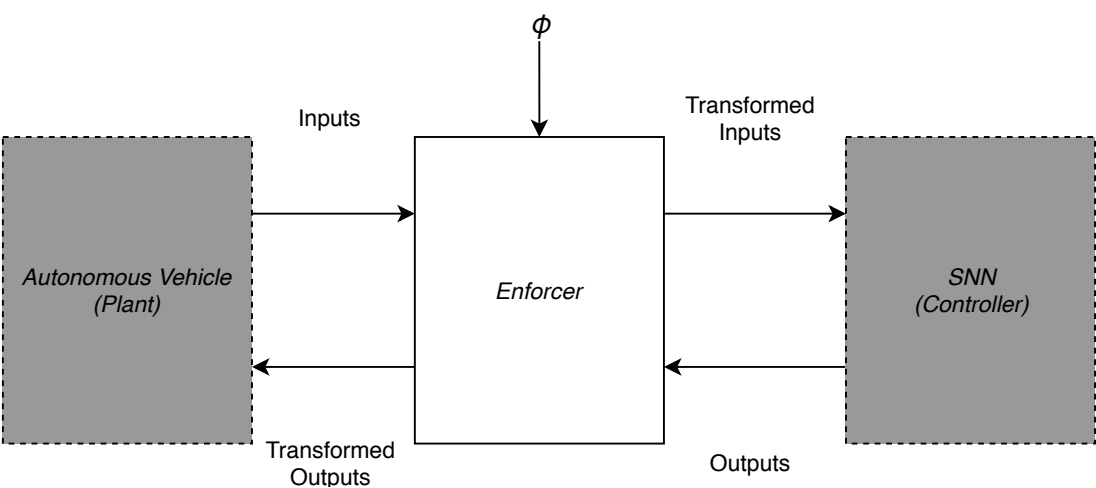 ϕ
Inputs
Transformed
Inputs
Autonomous Vehicle
(Plant)
Enforcer
SNN
(Controller)
Transformed
Outputs
Outputs